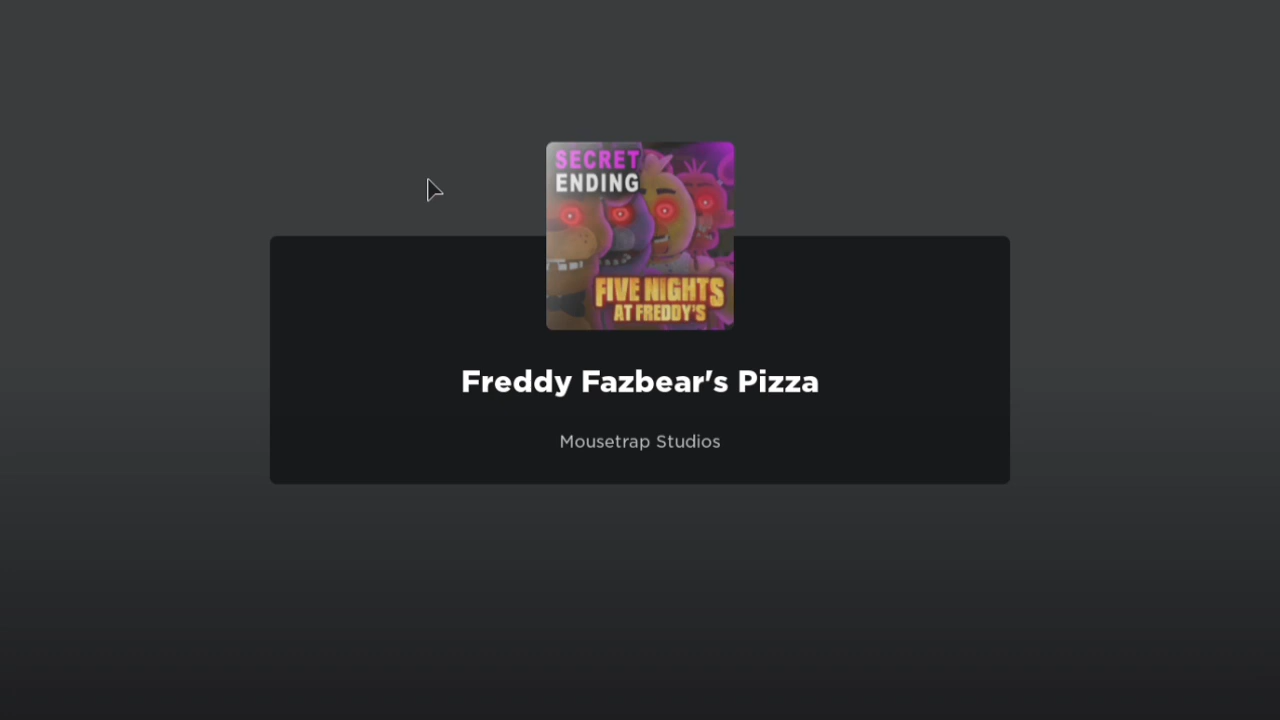 SECRET
ENDING
FIVE NIGHTS
AT FREDDY'S
Freddy Fazbear's Pizza
Mousetrap Studios